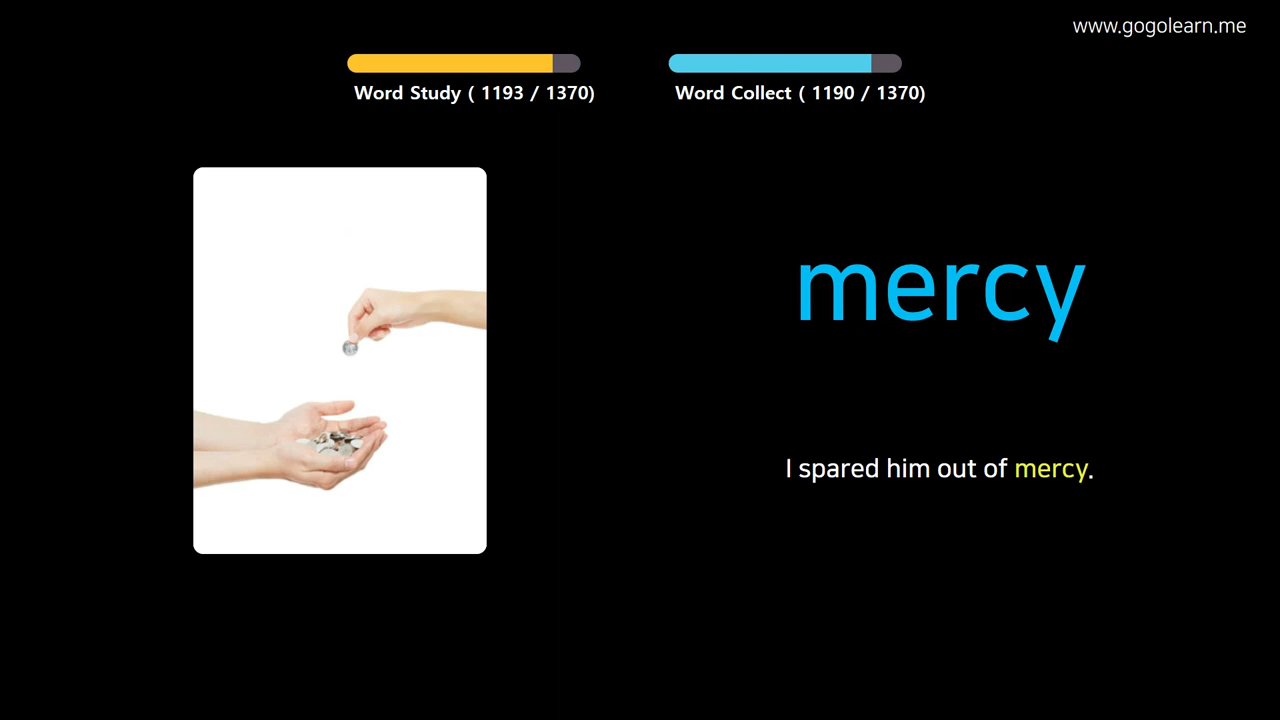 www.gogolearn.me
Word Study ( 1193 / 1370)
Word Collect ( 1190 / 1370)
mercy
I spared him out of mercy.